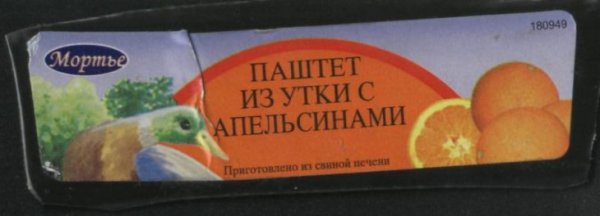 180949
Мортье
ПАШТЕТ
ИЗ УТКИ С
АПЕЛЬСИНАМИ
Приготовлено из свиной печени